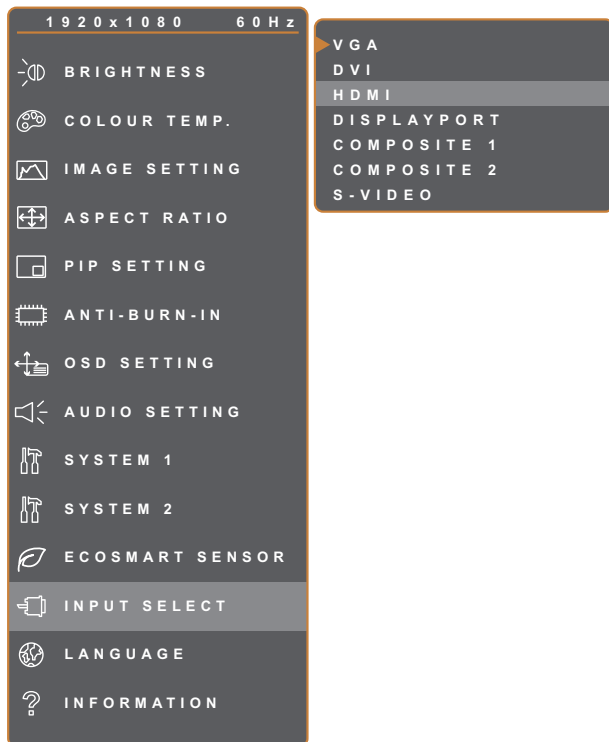 1920x1080 60Hz
BRIGHTNESS
COLOUR TEMP.
IMAGE SETTING
ASPECT RATIO
PIP SETTING
ANTI-BURN-IN
OSD SETTING
AUDIO SETTING
SYSTEM 1
SYSTEM 2
ECOSMART SENSOR
INPUT SELECT
LANGUAGE
INFORMATION
VGA
DVI
HDMI
DISPLAYPORT
COMPOSITE 1
COMPOSITE 2
S-VIDEO